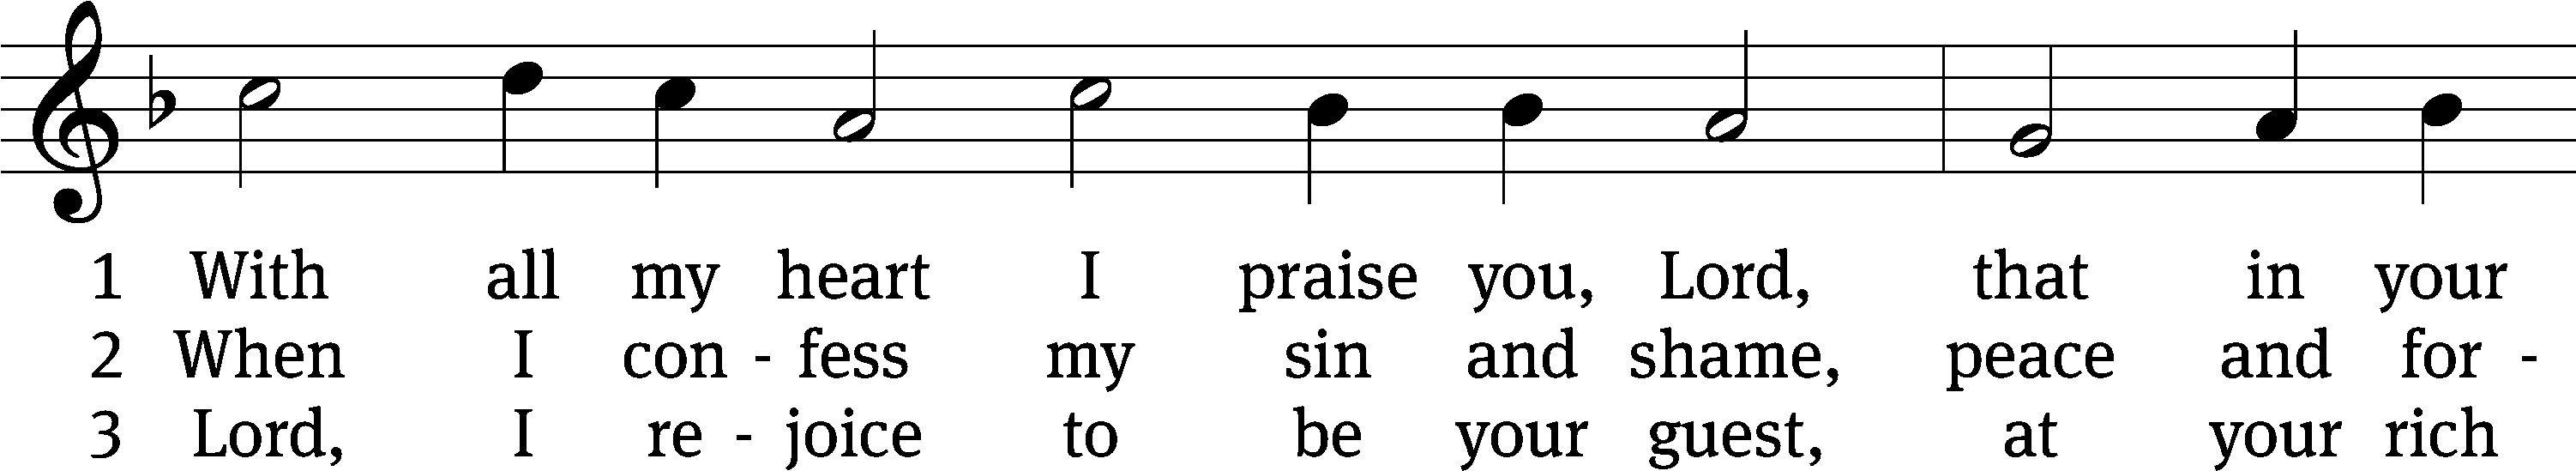 1 With all my heart I praise you, Lord, that in your
2 When I con - fess my sin and shame, peace and for -
3 Lord, I re - joice to be your guest, at your rich